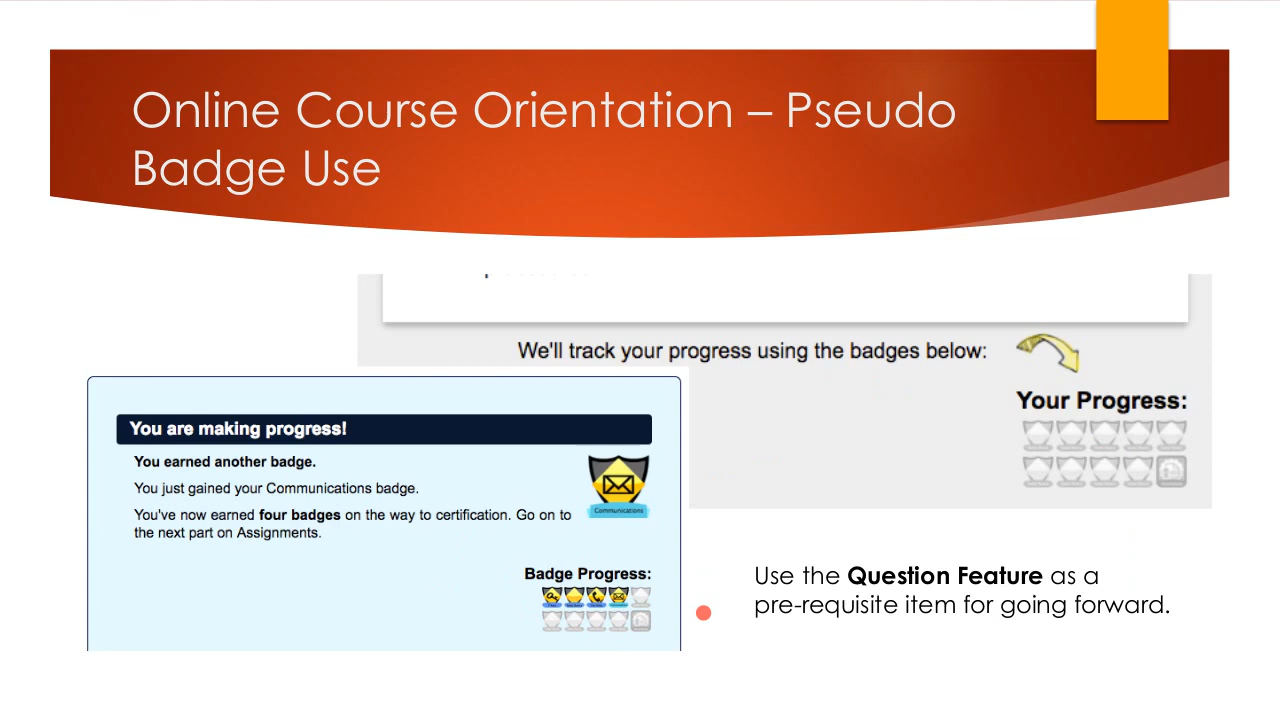 Online Course Orientation – Pseudo
Badge Use
We'll track your progress using the badges below:
Your Progress:
You are making progress!
You earned another badge.
You just gained your Communications badge.
Communications
You've now earned four badges on the way to certification. Go on to
the next part on Assignments.
Badge Progress:
Use the Question Feature as a
pre-requisite item for going forward.